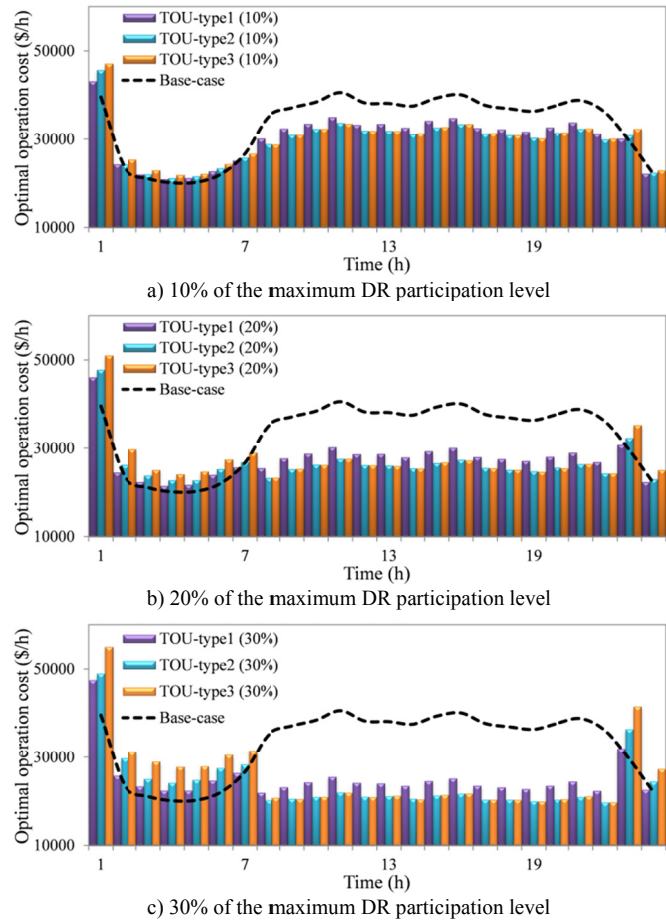 Optimal operation cost ($/h)
50000
30000
10000
TOU-type1 (10%)
TOU-type2 (10%)
TOU-type3 (10%)
Base-case
1 7 13 19
Time (h)
a) 10% of the maximum DR participation level
Optimal operation cost ($/h)
50000
30000
10000
TOU-type1 (20%)
TOU-type2 (20%)
TOU-type3 (20%)
Base-case
1 7 13 19
Time (h)
b) 20% of the maximum DR participation level
Optimal operation cost ($/h)
50000
30000
10000
TOU-type1 (30%)
TOU-type2 (30%)
TOU-type3 (30%)
Base-case
1 7 13 19
Time (h)
c) 30% of the maximum DR participation level